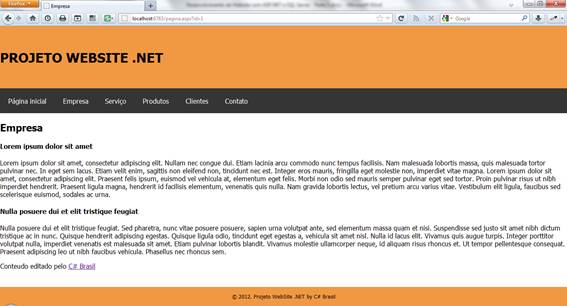 Firefox
Empresa
localhost:6783/pagina.aspx?id=1
Google
PROJETO WEBSITE .NET
Página inicial Empresa Serviço Produtos Clientes Contato
Empresa
Lorem ipsum dolor sit amet
Lorem ipsum dolor sit amet, consectetur adipiscing elit. Nullam nec congue dui. Etiam lacinia arcu commodo nunc tempus facilisis. Nam malesuada lobortis massa, quis malesuada tortor
pulvinar nec. In eget sem lacus. Etiam velit enim, sagittis non eleifend non, tincidunt nec est. Integer eros mauris, fringilla eget molestie non, imperdiet vitae magna. Lorem ipsum dolor sit
amet, consectetur adipiscing elit. Praesent felis ipsum, euismod vel vehicula at, elementum eget felis. Morbi non odio sed mauris semper pulvinar eget sed tortor. Proin pulvinar risus ut nibh
imperdiet hendrerit. Praesent ligula magna, hendrerit id facilisis elementum, venenatis quis nulla. Nam gravida lobortis lectus, vel pretium arcu varius vitae. Vestibulum elit ligula, faucibus sed
scelerisque euismod, sodales ac urna.
Nulla posuere dui et elit tristique feugiat
Nulla posuere dui et elit tristique feugiat. Sed pharetra, nunc vitae posuere posuere, sapien urna volutpat ante, sed elementum massa quam et nisi. Suspendisse sed justo sit amet nibh dictum
tristique ac in nunc. Quisque hendrerit adipiscing egestas. Quisque ligula odio, tincidunt eget egestas a, vehicula sit amet nisl. Nulla id lacus elit. Vivamus quis augue turpis. Integer porttitor
volutpat nulla, imperdiet venenatis est malesuada sit amet. Etiam pulvinar lobortis blandit. Vivamus molestie ullamcorper neque, id aliquam risus rhoncus et. Ut tempor pellentesque consequat.
Praesent adipiscing leo ut nibh faucibus vehicula. Phasellus nec rhoncus sem.
Conteudo editado pelo C# Brasil
© 2012. Projeto WebSite .NET by C# Brasil